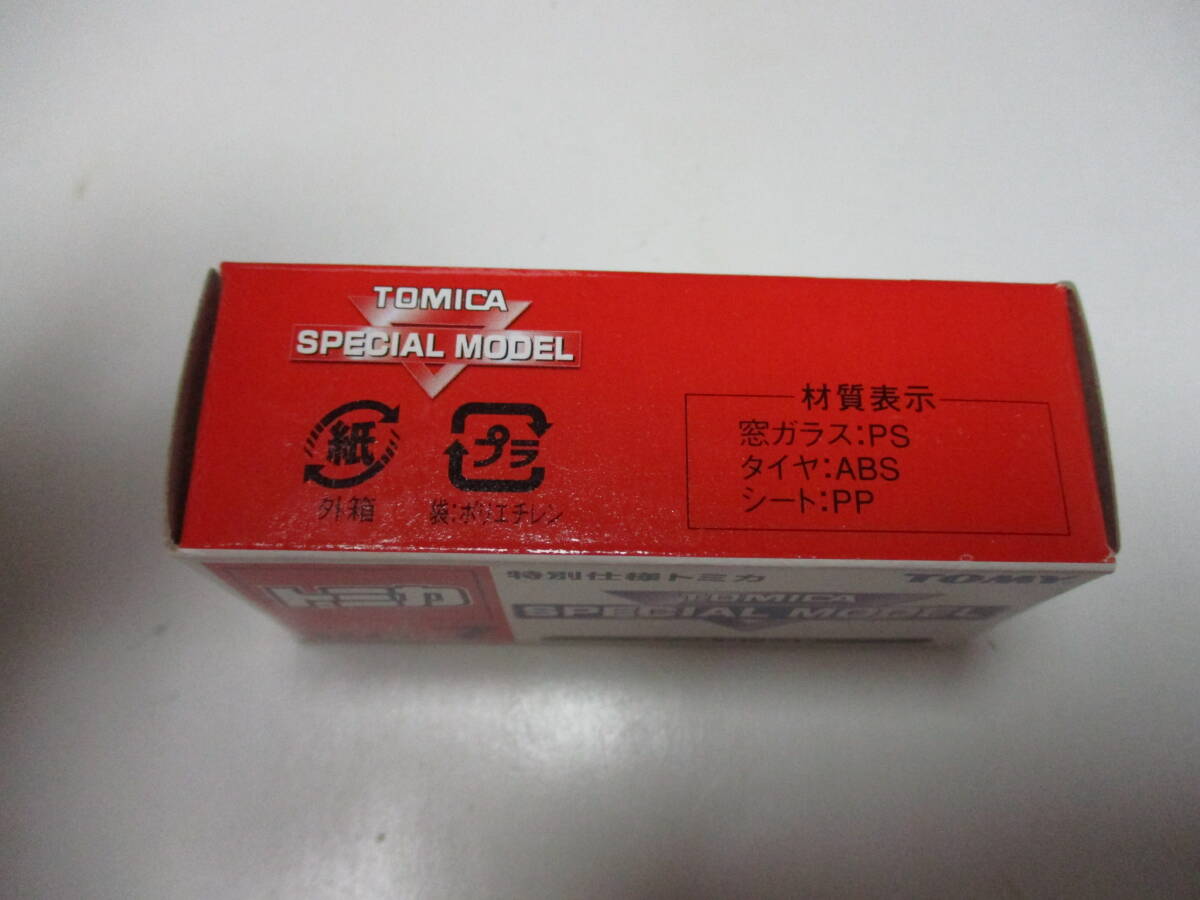 TOMICA
SPECIAL MODEL
紙
外箱
プラ
袋:ポリエチレン
材質表示
窓ガラス:PS
タイヤ:ABS
シート:PP
トミカ
特別仕様トミカ
TOMY
TOMICA
SPECIAL MODEL